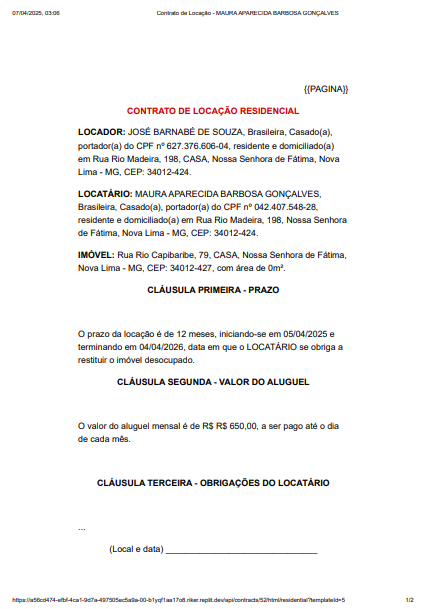 07/04/2025, 03:06
Contrato de Locação - MAURA APARECIDA BARBOSA GONÇALVES
{{PAGINA}}
CONTRATO DE LOCAÇÃO RESIDENCIAL
LOCADOR: JOSÉ BARNABÉ DE SOUZA, Brasileira, Casado(a),
portador(a) do CPF nº 627.376.606-04, residente e domiciliado(a)
em Rua Rio Madeira, 198, CASA, Nossa Senhora de Fátima, Nova
Lima - MG, CEP: 34012-424.
LOCATÁRIO: MAURA APARECIDA BARBOSA GONÇALVES,
Brasileira, Casado(a), portador(a) do CPF nº 042.407.548-28,
residente e domiciliado(a) em Rua Rio Madeira, 198, Nossa Senhora
de Fátima, Nova Lima - MG, CEP: 34012-424.
IMÓVEL: Rua Rio Capibaribe, 79, CASA, Nossa Senhora de Fátima,
Nova Lima - MG, CEP: 34012-427, com área de 0m².
CLÁUSULA PRIMEIRA - PRAZO
O prazo da locação é de 12 meses, iniciando-se em 05/04/2025 e
terminando em 04/04/2026, data em que o LOCATÁRIO se obriga a
restituir o imóvel desocupado.
CLÁUSULA SEGUNDA - VALOR DO ALUGUEL
O valor do aluguel mensal é de R$ R$ 650,00, a ser pago até o dia
de cada mês.
CLÁUSULA TERCEIRA - OBRIGAÇÕES DO LOCATÁRIO
...
(Local e data) ________________________________
https://a56cd474-efbf-4ca1-9d7a-497505ec5a9a-00-b1yqf1aa17o8.riker.replit.dev/api/contracts/52/html/residential?templateId=5
1/2